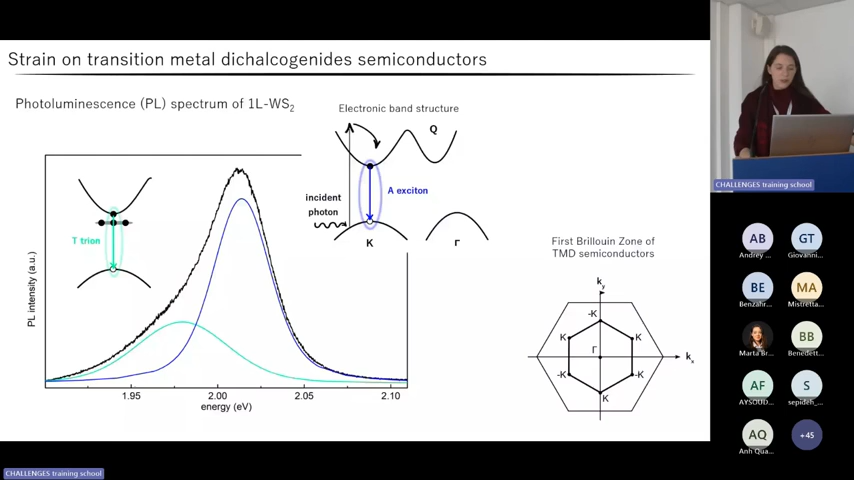 Strain on transition metal dichalcogenides semiconductors
Photoluminescence (PL) spectrum of 1L-WS2
Electronic band structure
Q
A exciton
incident
photon
K
Γ
T trion
PL intensity (a.u.)
1.95
2.00
2.05
2.10
energy (eV)
First Brillouin Zone of
TMD semiconductors
ky
-K
K
K
Γ
kx
-K
-K
K
CHALLENGES training school
AB
GT
Andrey ...
Giovanni...
BE
MA
Benzahr...
Mistretta...
Marta Br...
BB
Benedett...
AF
S
AYSOUD...
sepideh_...
AQ
+45
Anh Qua...
CHALLENGES training school